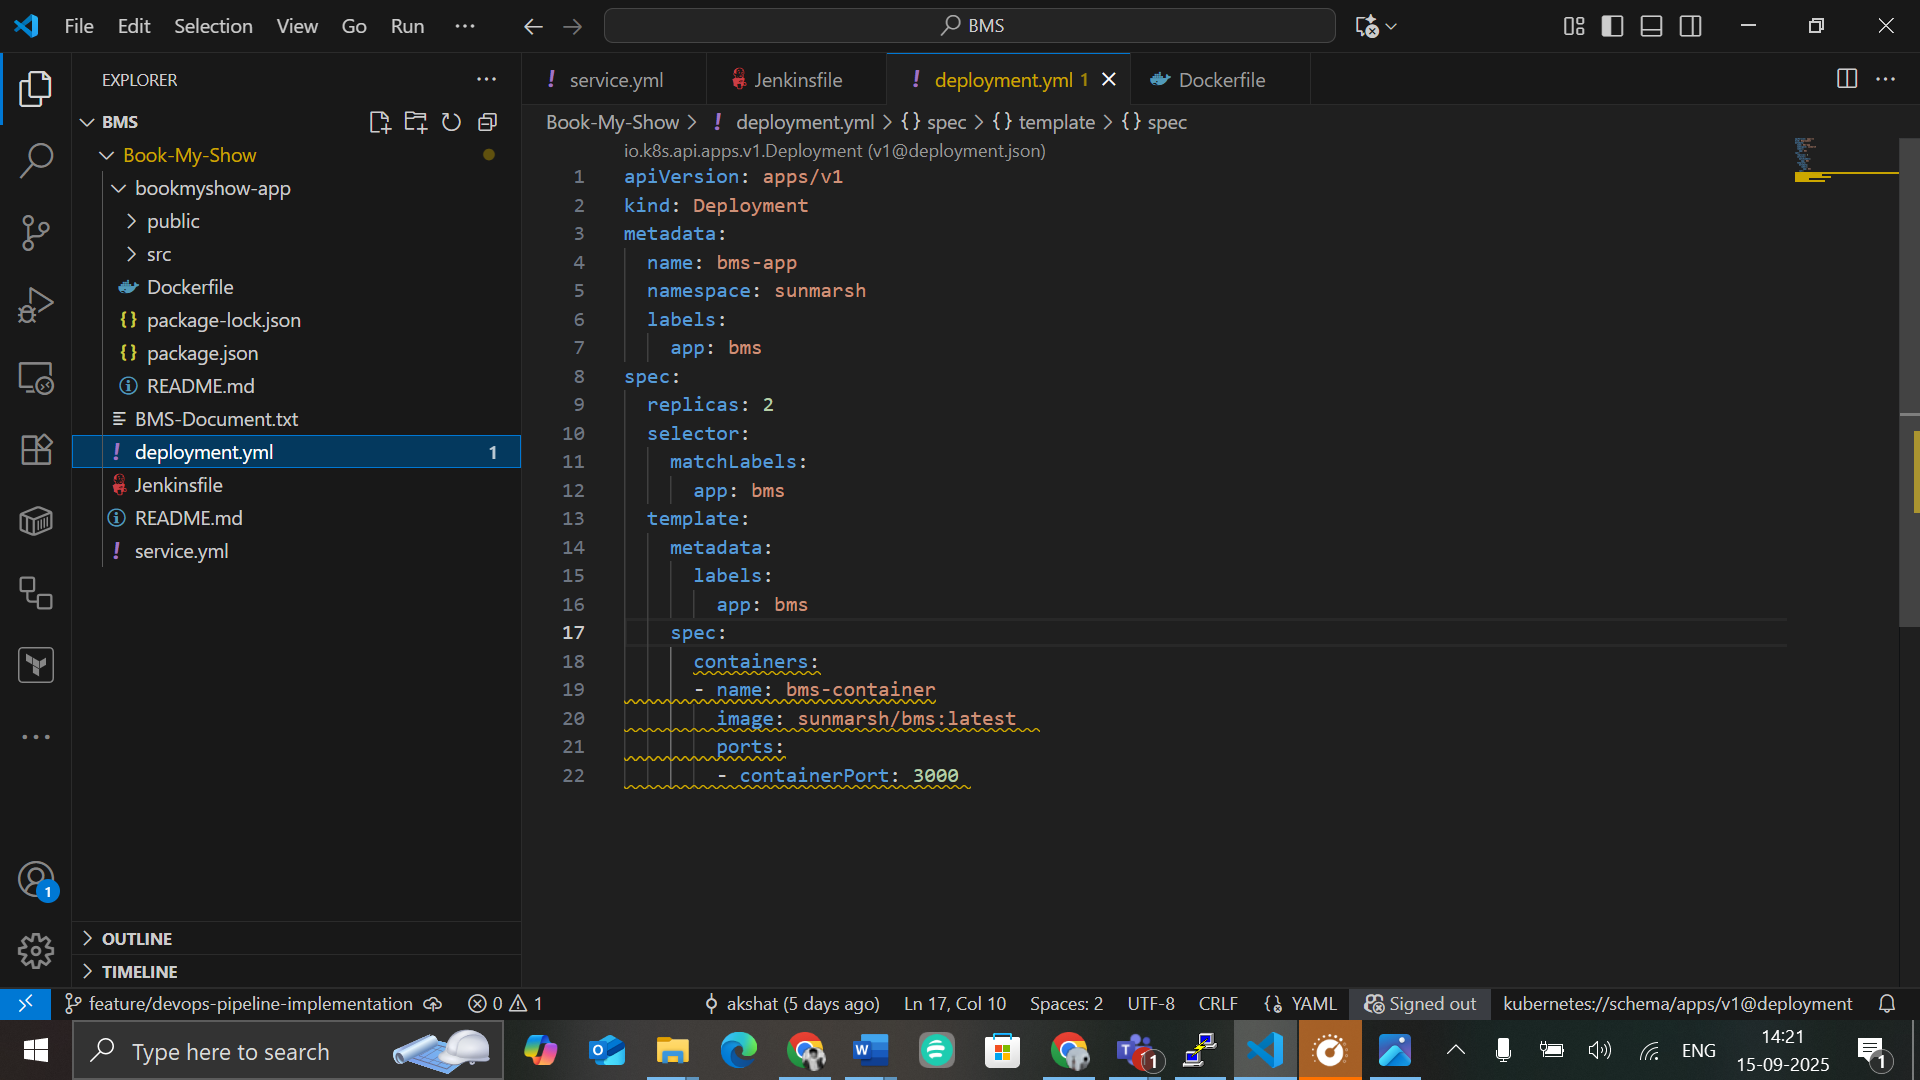 File Edit Selection View Go Run ···
BMS
EXPLORER
BMS
Book-My-Show
bookmyshow-app
public
src
Dockerfile
package-lock.json
package.json
README.md
BMS-Document.txt
deployment.yml 1
Jenkinsfile
README.md
service.yml
OUTLINE
TIMELINE
service.yml Jenkinsfile deployment.yml 1 Dockerfile
Book-My-Show > ! deployment.yml > {} spec > {} template > {} spec
io.k8s.api.apps.v1.Deployment (v1@deployment.json)
1 apiVersion: apps/v1
2 kind: Deployment
3 metadata:
4   name: bms-app
5   namespace: sunmarsh
6   labels:
7     app: bms
8 spec:
9   replicas: 2
10   selector:
11     matchLabels:
12       app: bms
13   template:
14     metadata:
15       labels:
16         app: bms
17     spec:
18       containers:
19       - name: bms-container
20         image: sunmarsh/bms:latest
21         ports:
22         - containerPort: 3000
1
feature/devops-pipeline-implementation 0 1 akshat (5 days ago) Ln 17, Col 10 Spaces: 2 UTF-8 CRLF {} YAML Signed out kubernetes://schema/apps/v1@deployment
Type here to search
1
ENG
14:21
15-09-2025
1